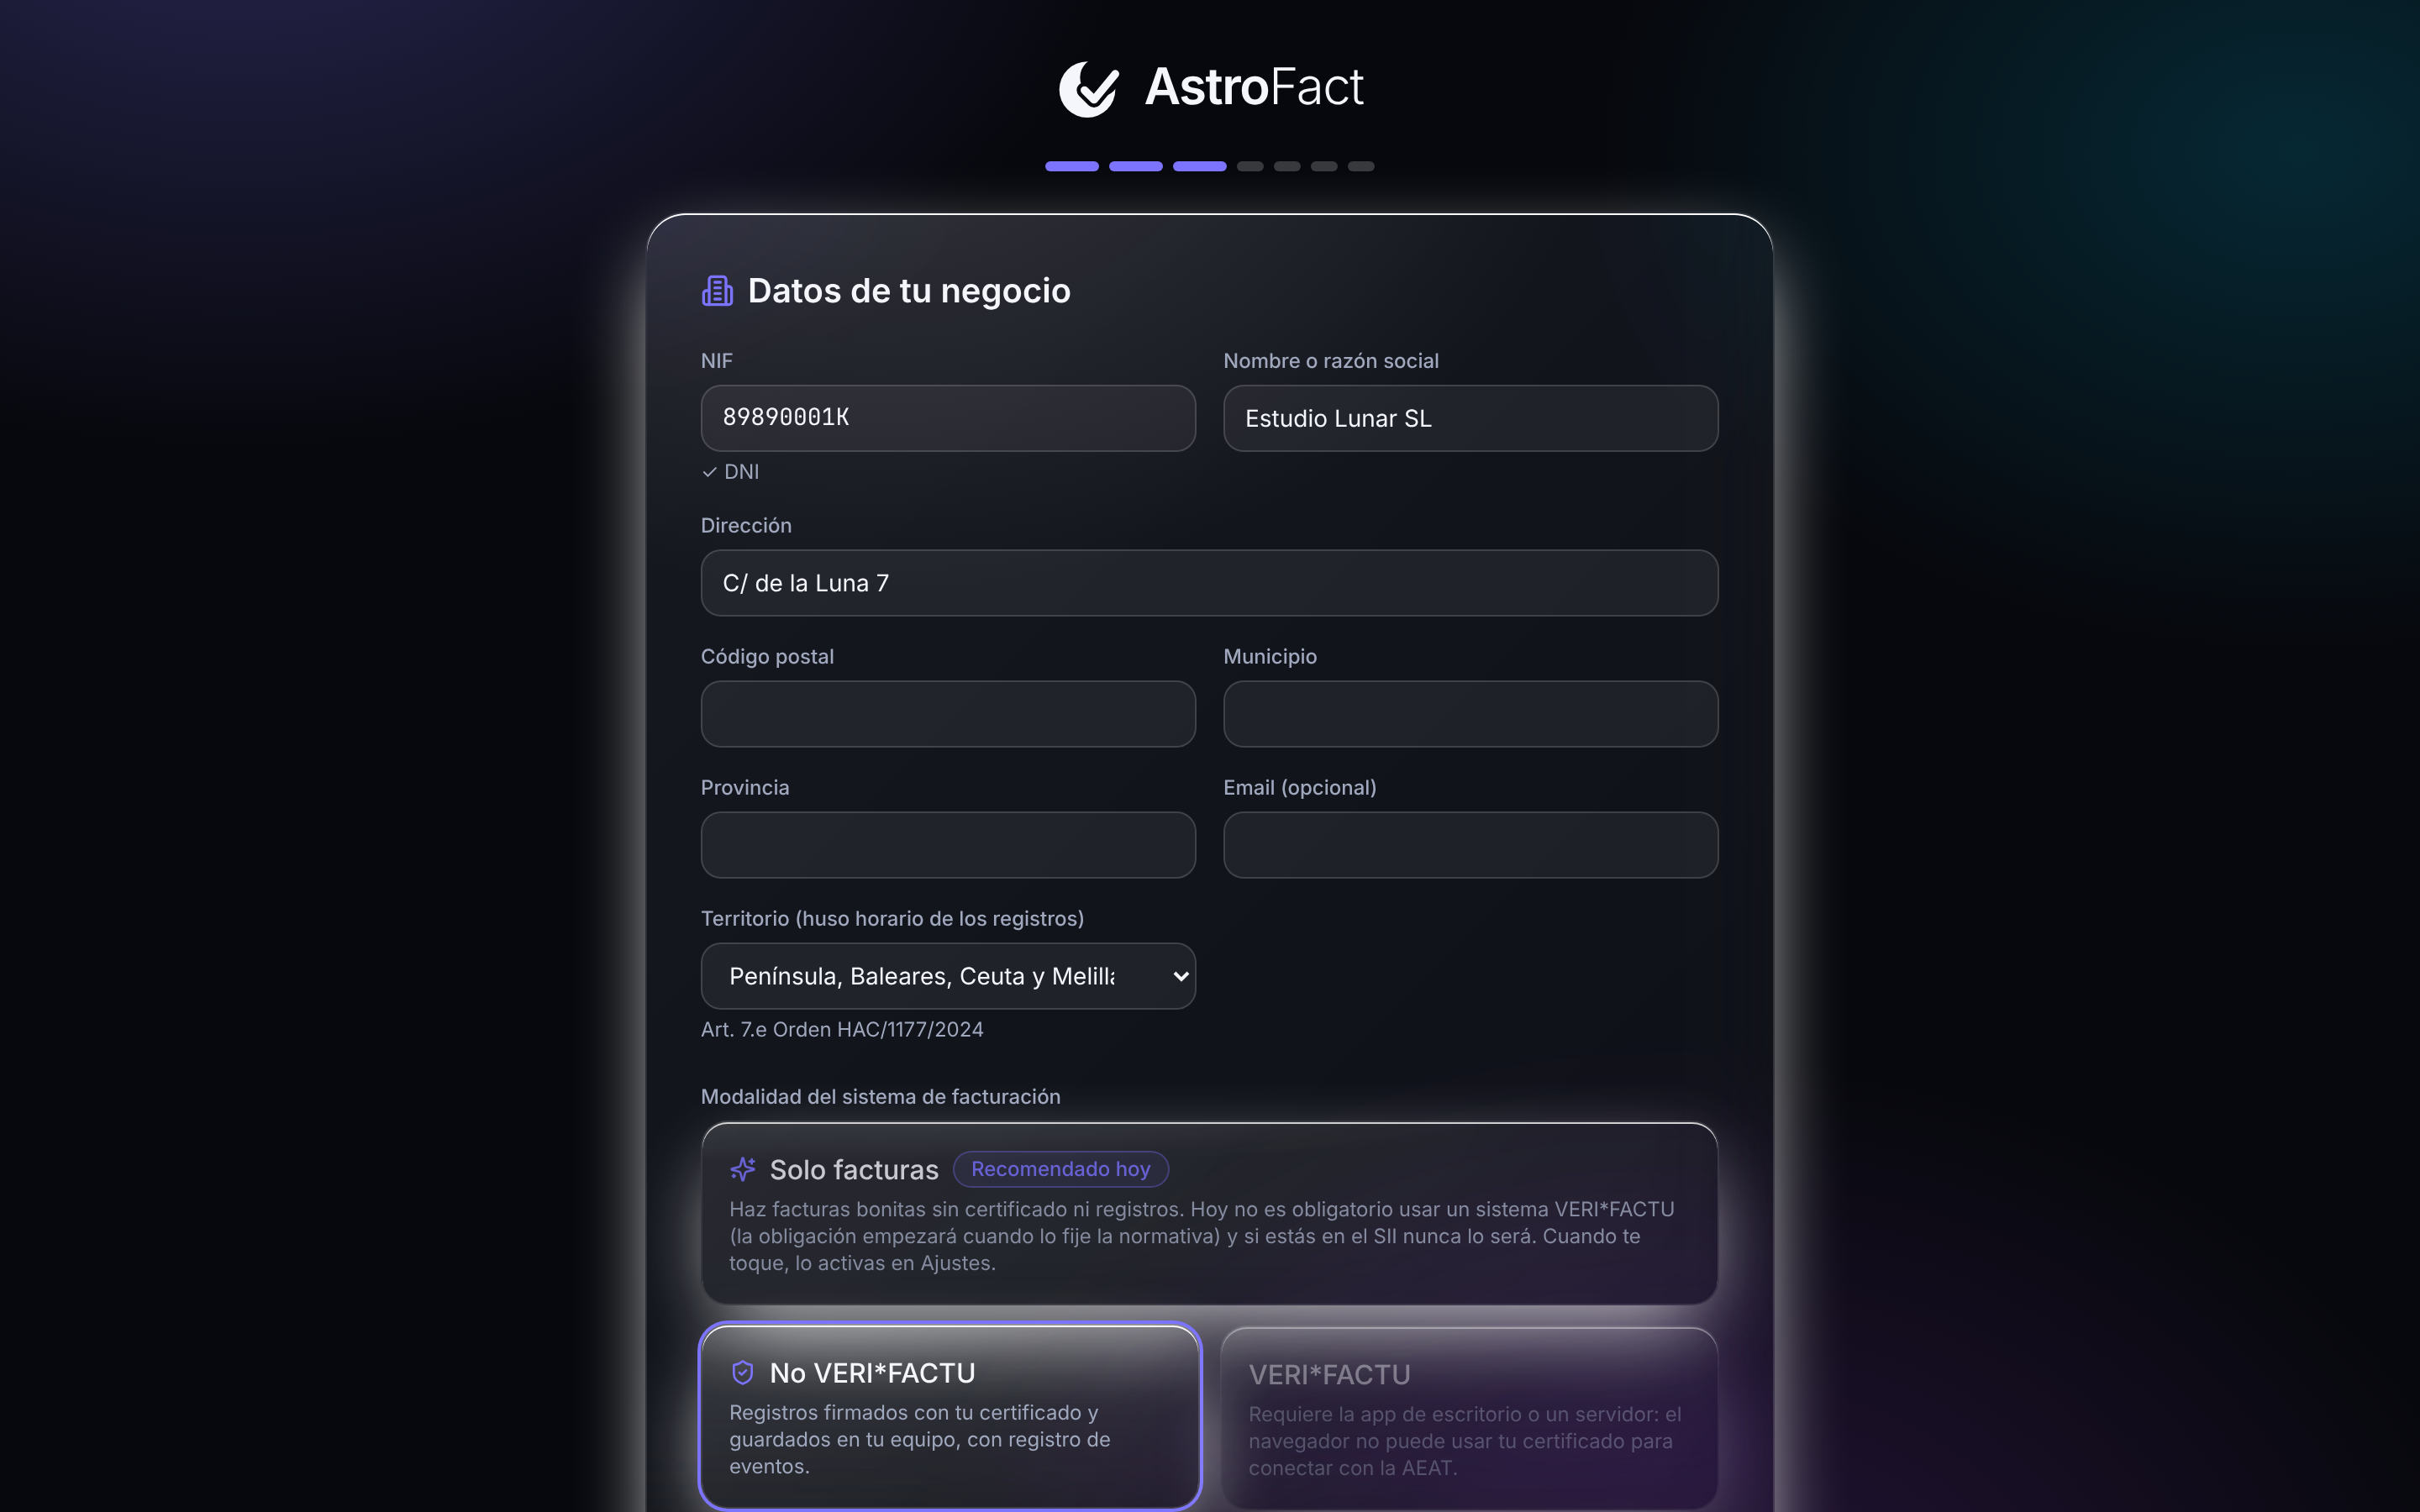 AstroFact
Datos de tu negocio
NIF
Nombre o razón social
89890001K
Estudio Lunar SL
DNI
Dirección
C/ de la Luna 7
Código postal
Municipio
Provincia
Email (opcional)
Territorio (huso horario de los registros)
Península, Baleares, Ceuta y Melilla
Art. 7.e Orden HAC/1177/2024
Modalidad del sistema de facturación
Solo facturas
Recomendado hoy
Haz facturas bonitas sin certificado ni registros. Hoy no es obligatorio usar un sistema VERI*FACTU
(la obligación empezará cuando lo fije la normativa) y si estás en el SII nunca lo será. Cuando te
toque, lo activas en Ajustes.
No VERI*FACTU
Registros firmados con tu certificado y
guardados en tu equipo, con registro de
eventos.
VERI*FACTU
Requiere la app de escritorio o un servidor: el
navegador no puede usar tu certificado para
conectar con la AEAT.